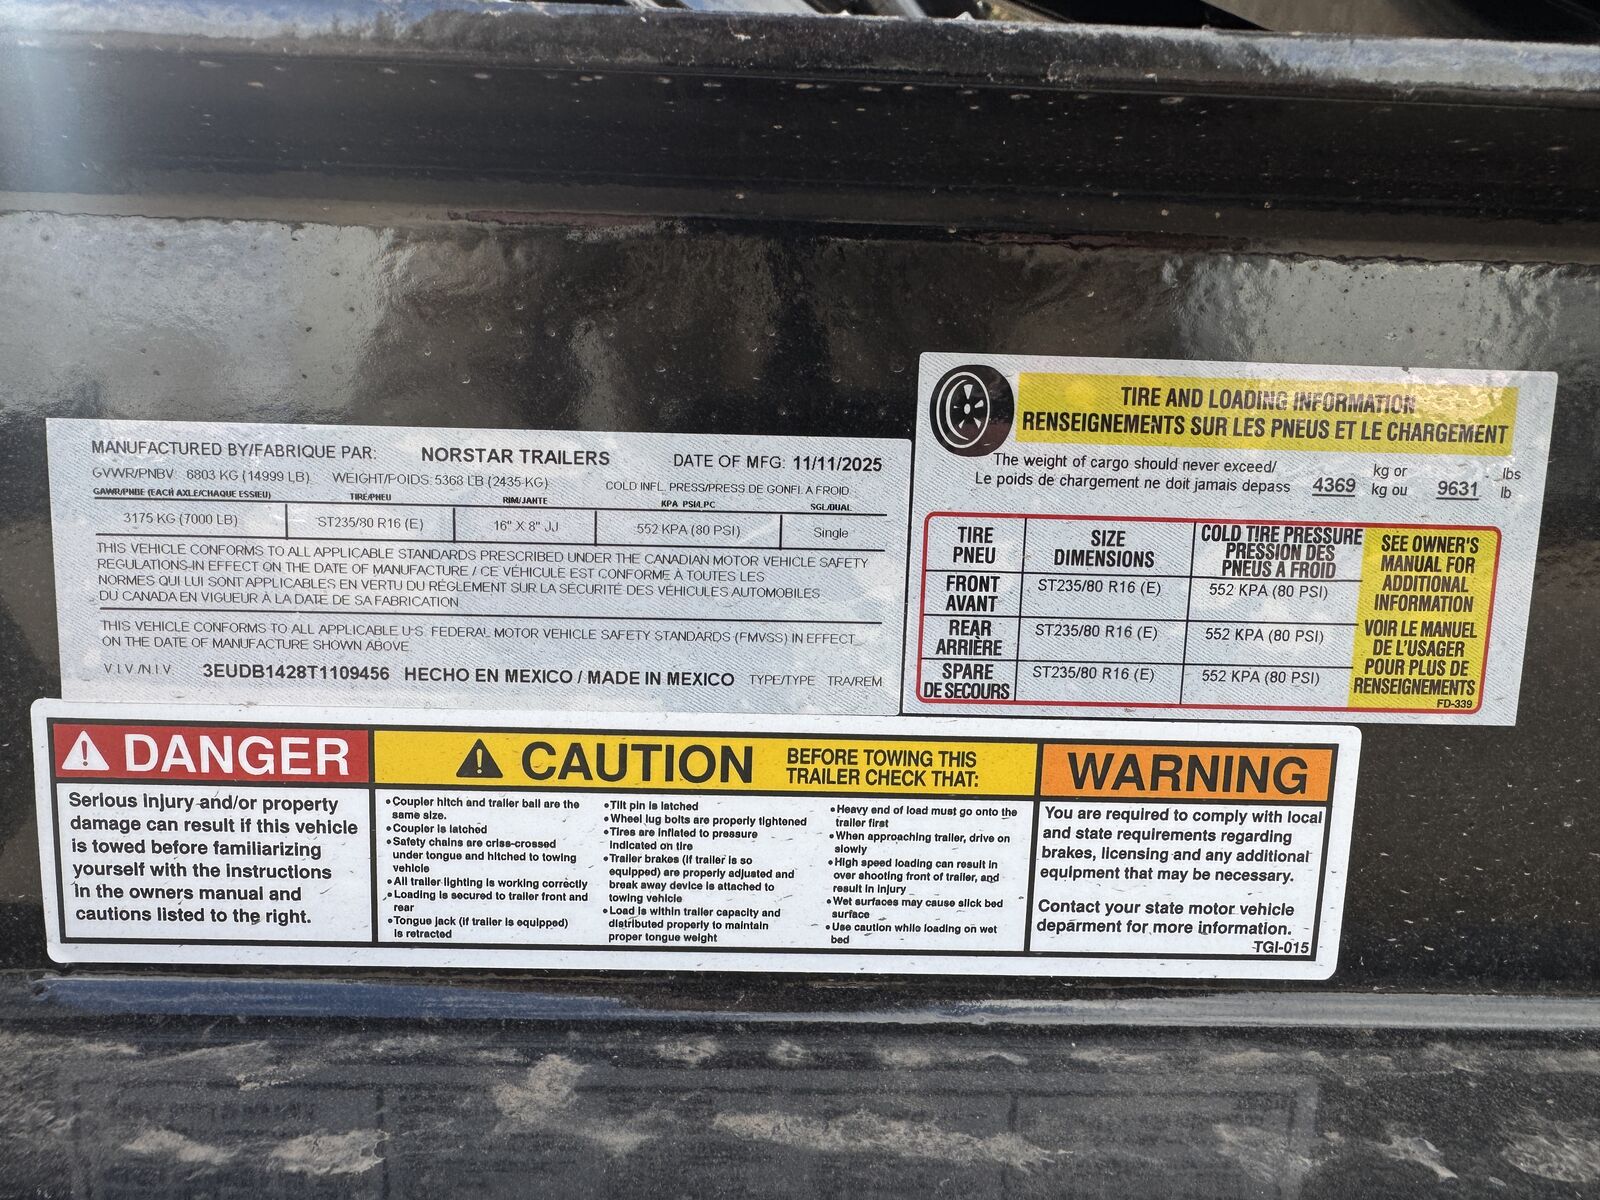 MANUFACTURED BY/FABRIQUE PAR: NORSTAR TRAILERS DATE OF MFG: 11/11/2025
GVWR/PNBV 6803 KG (14999 LB) WEIGHT/POIDS: 5368 LB (2435 KG) COLD INFL. PRESS/PRESS DE GONFL A FROID
GAWR/PNBE (EACH AXLE/CHAQUE ESSIEU) TIRE/PNEU RIM/JANTE KPA PSI/LPC SGL/DUAL
3175 KG (7000 LB) ST235/80 R16 (E) 16" X 8" JJ 552 KPA (80 PSI) Single
THIS VEHICLE CONFORMS TO ALL APPLICABLE STANDARDS PRESCRIBED UNDER THE CANADIAN MOTOR VEHICLE SAFETY
REGULATIONS IN EFFECT ON THE DATE OF MANUFACTURE / CE VÉHICULE EST CONFORME À TOUTES LES
NORMES QUI LUI SONT APPLICABLES EN VERTU DU RÈGLEMENT SUR LA SÉCURITÉ DES VÉHICULES AUTOMOBILES
DU CANADA EN VIGUEUR À LA DATE DE SA FABRICATION
THIS VEHICLE CONFORMS TO ALL APPLICABLE U.S. FEDERAL MOTOR VEHICLE SAFETY STANDARDS (FMVSS) IN EFFECT
ON THE DATE OF MANUFACTURE SHOWN ABOVE
V.I.V./N.I.V 3EUDB1428T1109456 HECHO EN MEXICO / MADE IN MEXICO TYPE/TYPE TRA/REM
TIRE AND LOADING INFORMATION
RENSEIGNEMENTS SUR LES PNEUS ET LE CHARGEMENT
The weight of cargo should never exceed/ kg or lbs
Le poids de chargement ne doit jamais depass 4369 kg ou 9631 lb
TIRE
PNEU
SIZE
DIMENSIONS
COLD TIRE PRESSURE
PRESSION DES
PNEUS A FROID
FRONT
AVANT
ST235/80 R16 (E) 552 KPA (80 PSI)
REAR
ARRIÈRE
ST235/80 R16 (E) 552 KPA (80 PSI)
SPARE
DE SECOURS
ST235/80 R16 (E) 552 KPA (80 PSI)
SEE OWNER'S
MANUAL FOR
ADDITIONAL
INFORMATION
VOIR LE MANUEL
DE L'USAGER
POUR PLUS DE
RENSEIGNEMENTS
FD-339
DANGER
Serious Injury and/or property
damage can result if this vehicle
is towed before familiarizing
yourself with the instructions
in the owners manual and
cautions listed to the right.
CAUTION BEFORE TOWING THIS
TRAILER CHECK THAT:
•Coupler hitch and trailer ball are the
same size.
•Coupler is latched
•Safety chains are criss-crossed
under tongue and hitched to towing
vehicle
•All trailer lighting is working correctly
•Loading is secured to trailer front and
rear
•Tongue jack (if trailer is equipped)
is retracted
•Tilt pin is latched
•Wheel lug bolts are properly tightened
•Tires are inflated to pressure
indicated on tire
•Trailer brakes (if trailer is so
equipped) are properly adjusted and
break away device is attached to
towing vehicle
•Load is within trailer capacity and
distributed properly to maintain
proper tongue weight
•Heavy end of load must go onto the
trailer first
•When approaching trailer, drive on
slowly
•High speed loading can result in
over shooting front of trailer, and
result in injury
•Wet surfaces may cause slick bed
surface
•Use caution while loading on wet
bed
WARNING
You are required to comply with local
and state requirements regarding
brakes, licensing and any additional
equipment that may be necessary.
Contact your state motor vehicle
deparment for more information.
TGI-015